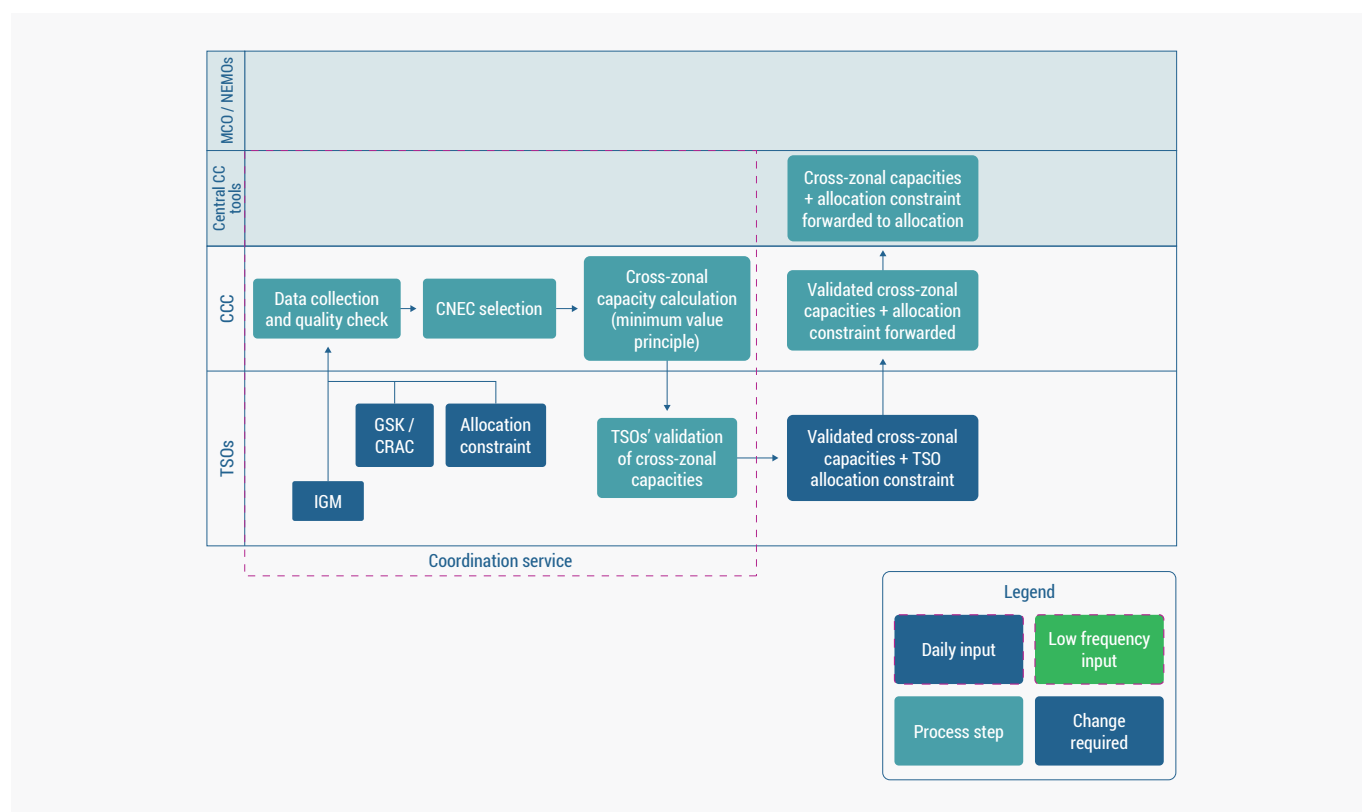 MCO / NEMOs
Central CC
tools
Cross-zonal capacities
+ allocation constraint
forwarded to allocation
CCC
Data collection
and quality check
CNEC selection
Cross-zonal
capacity calculation
(minimum value
principle)
Validated cross-zonal
capacities + allocation
constraint forwarded
TSOs
GSK /
CRAC
Allocation
constraint
IGM
TSOs’ validation
of cross-zonal
capacities
Validated cross-zonal
capacities + TSO
allocation constraint
Coordination service
Legend
Daily input
Low frequency
input
Process step
Change
required